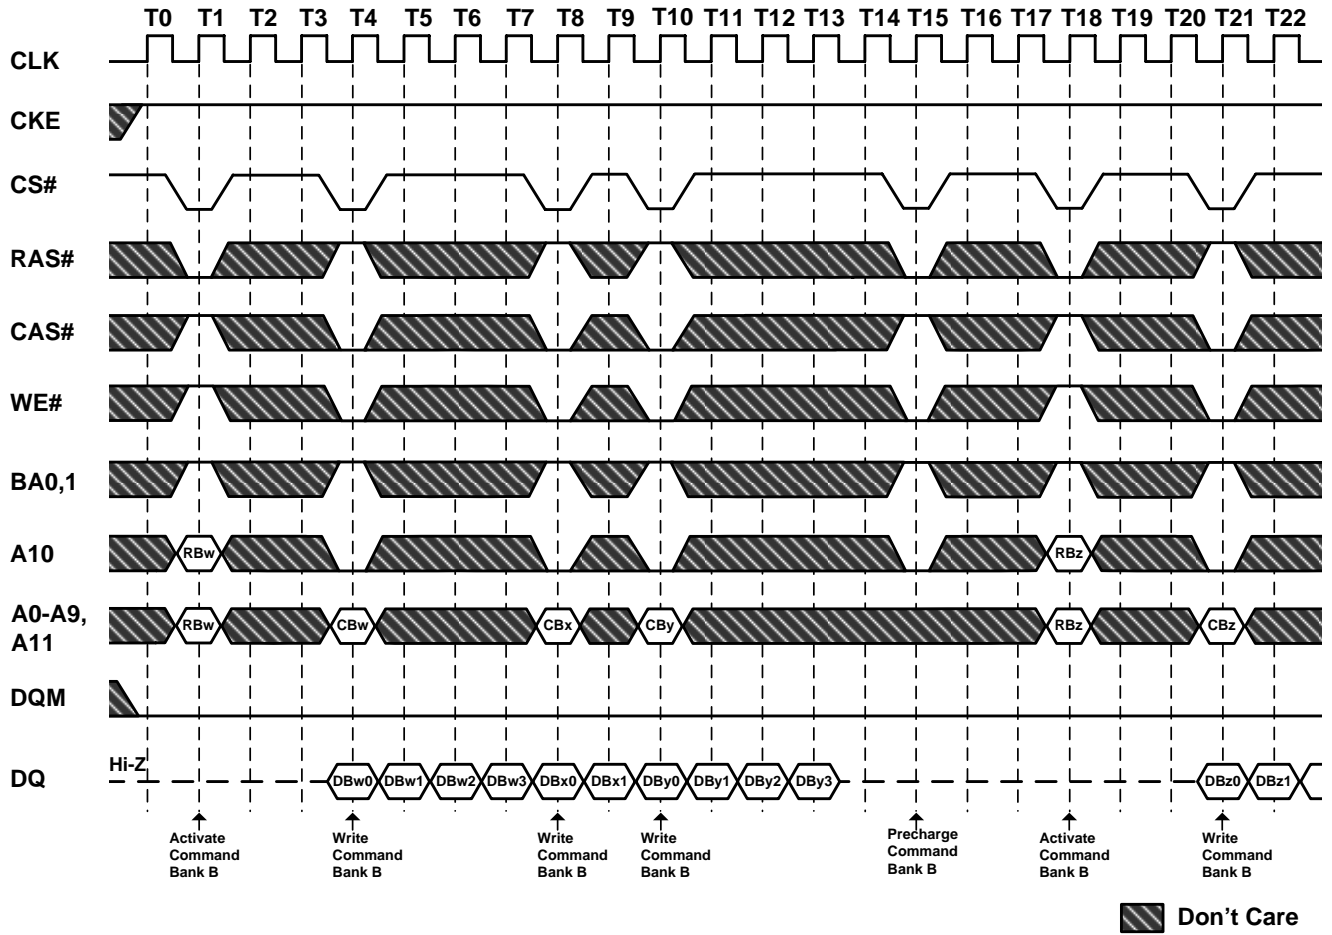 T0 T1 T2 T3 T4 T5 T6 T7 T8 T9 T10 T11 T12 T13 T14 T15 T16 T17 T18 T19 T20 T21 T22
CLK
CKE
CS#
RAS#
CAS#
WE#
BA0,1
A10 RBw RBz
A0-A9,
A11
RBw CBw CBx CBy RBz CBz
DQM
DQ Hi-Z DBw0 DBw1 DBw2 DBw3 DBx0 DBx1 DBy0 DBy1 DBy2 DBy3 DBz0 DBz1
Activate
Command
Bank B
Write
Command
Bank B
Write
Command
Bank B
Write
Command
Bank B
Precharge
Command
Bank B
Activate
Command
Bank B
Write
Command
Bank B
Don't Care